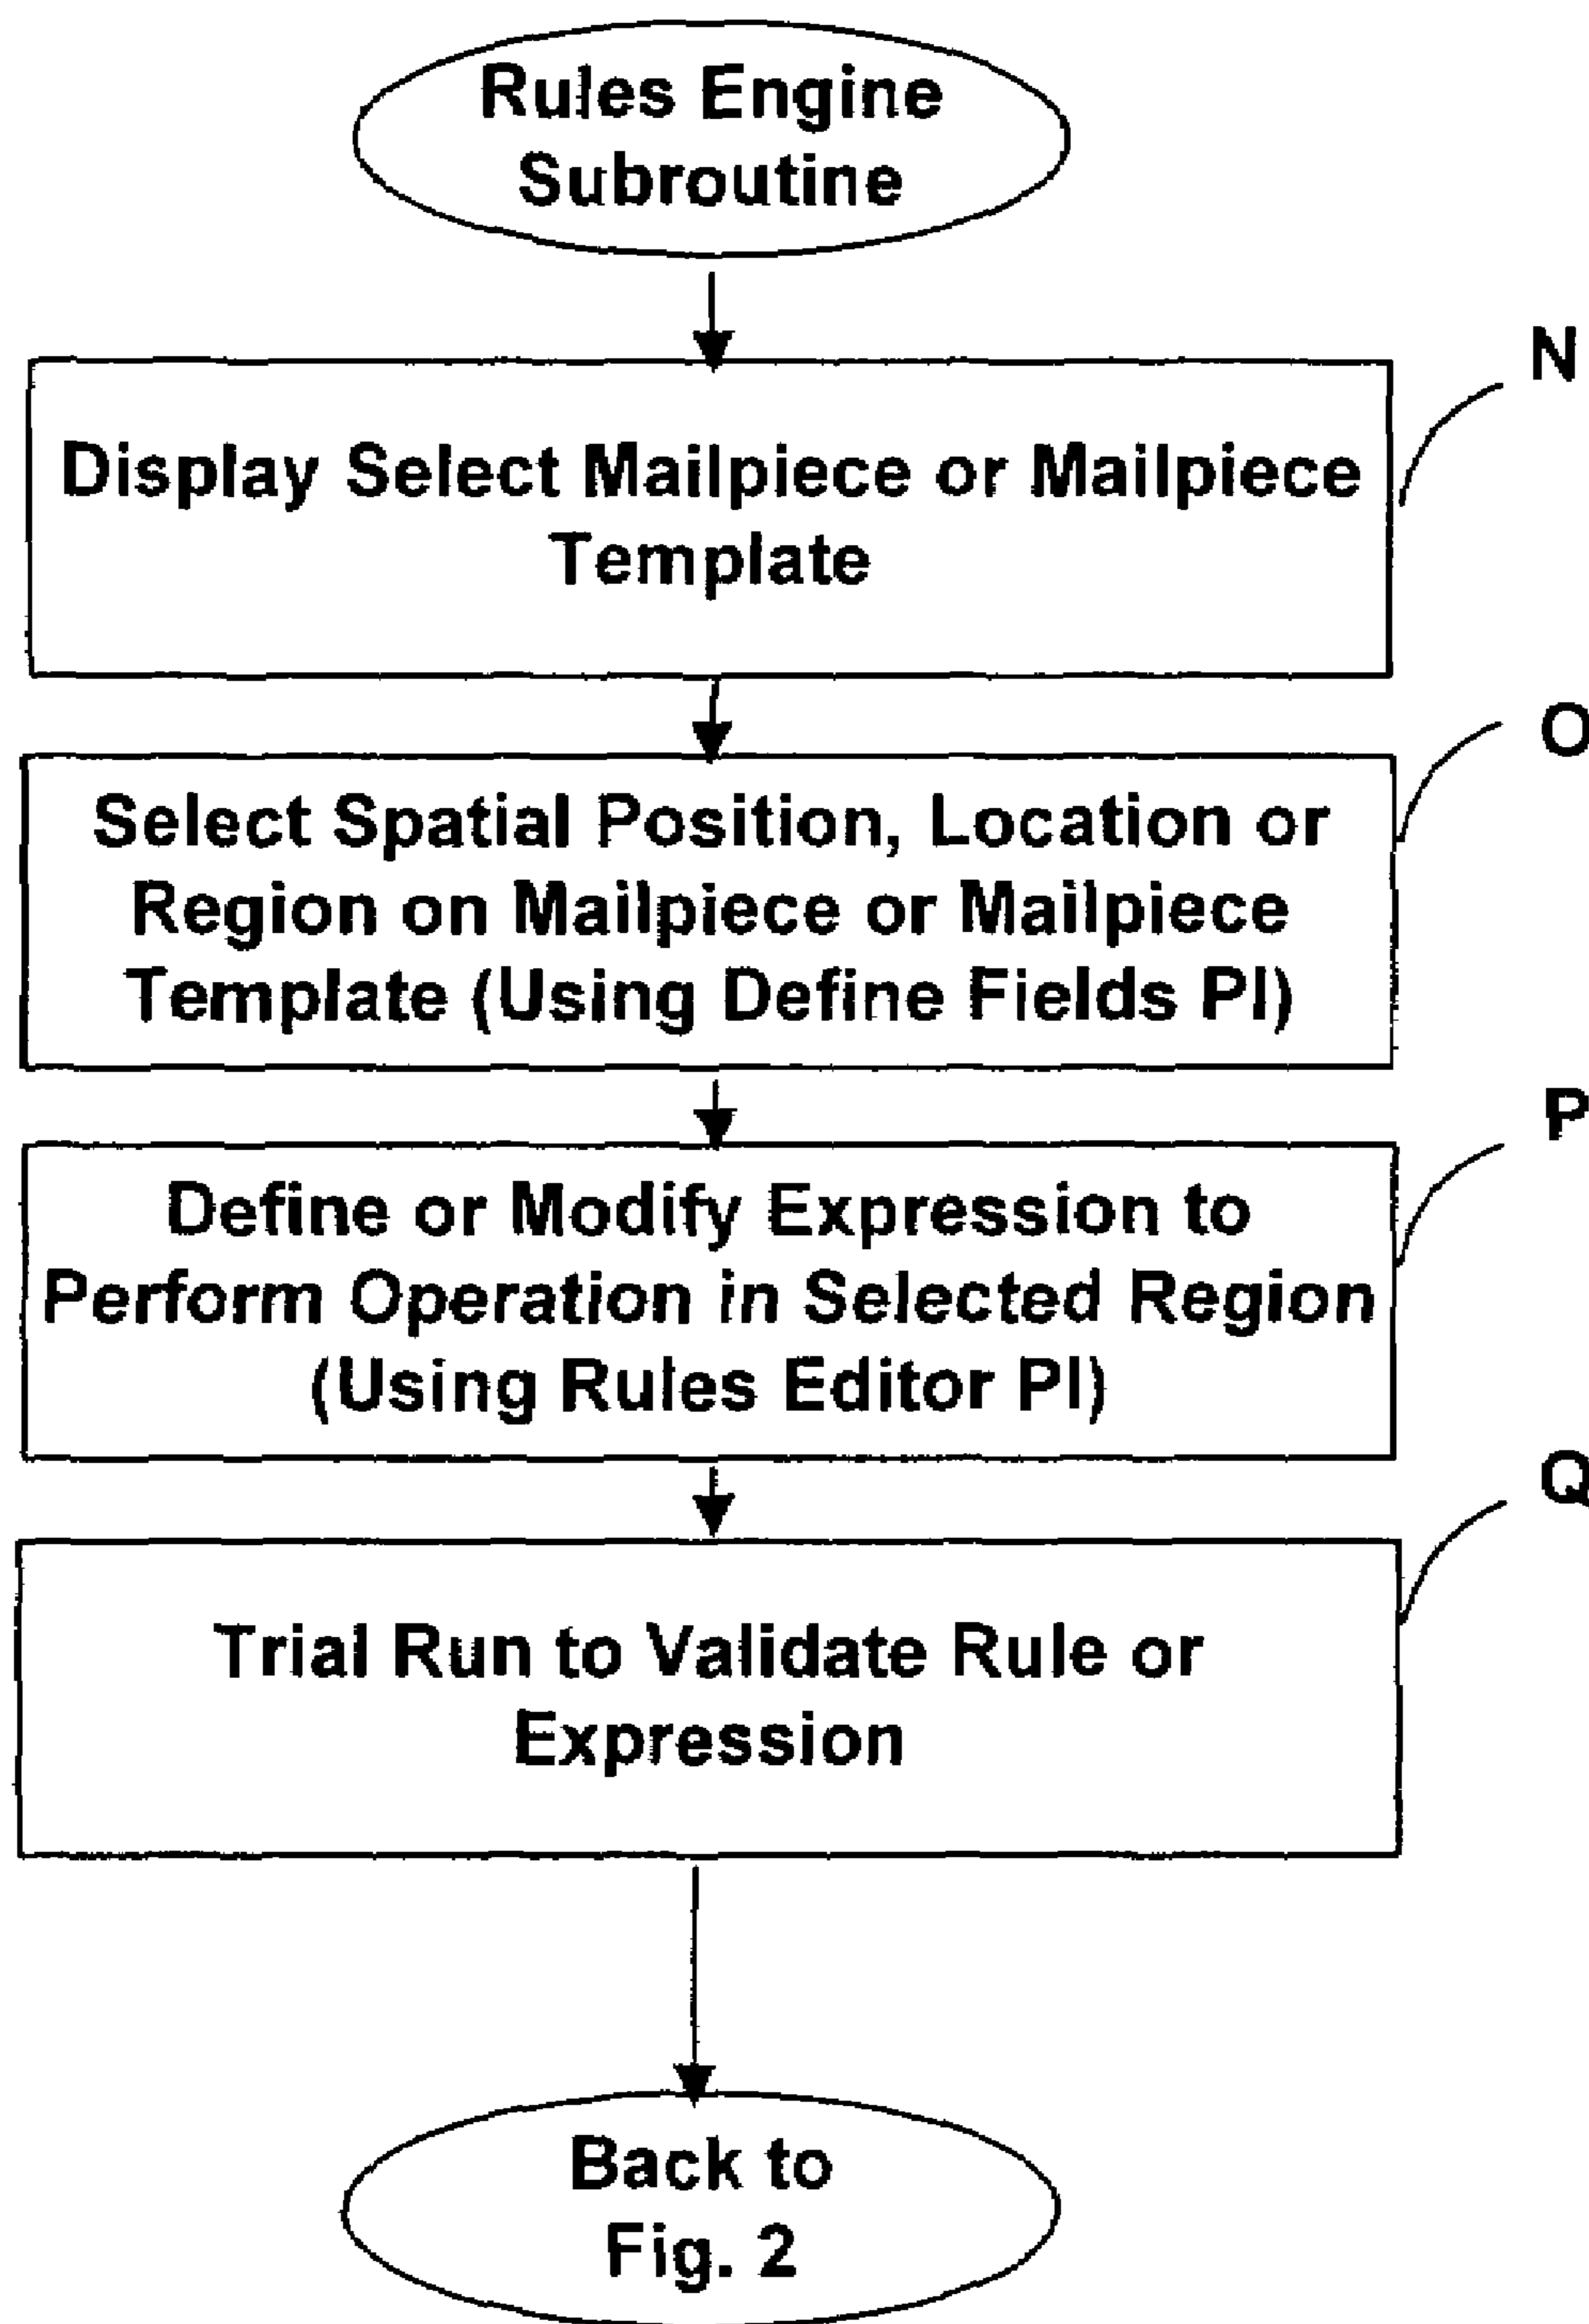 Rules Engine
Subroutine
N
Display Select Mailpiece or Mailpiece
Template
O
Select Spatial Position, Location or
Region on Mailpiece or Mailpiece
Template (Using Define Fields PI)
P
Define or Modify Expression to
Perform Operation in Selected Region
(Using Rules Editor PI)
Q
Trial Run to Validate Rule or
Expression
Back to
Fig. 2